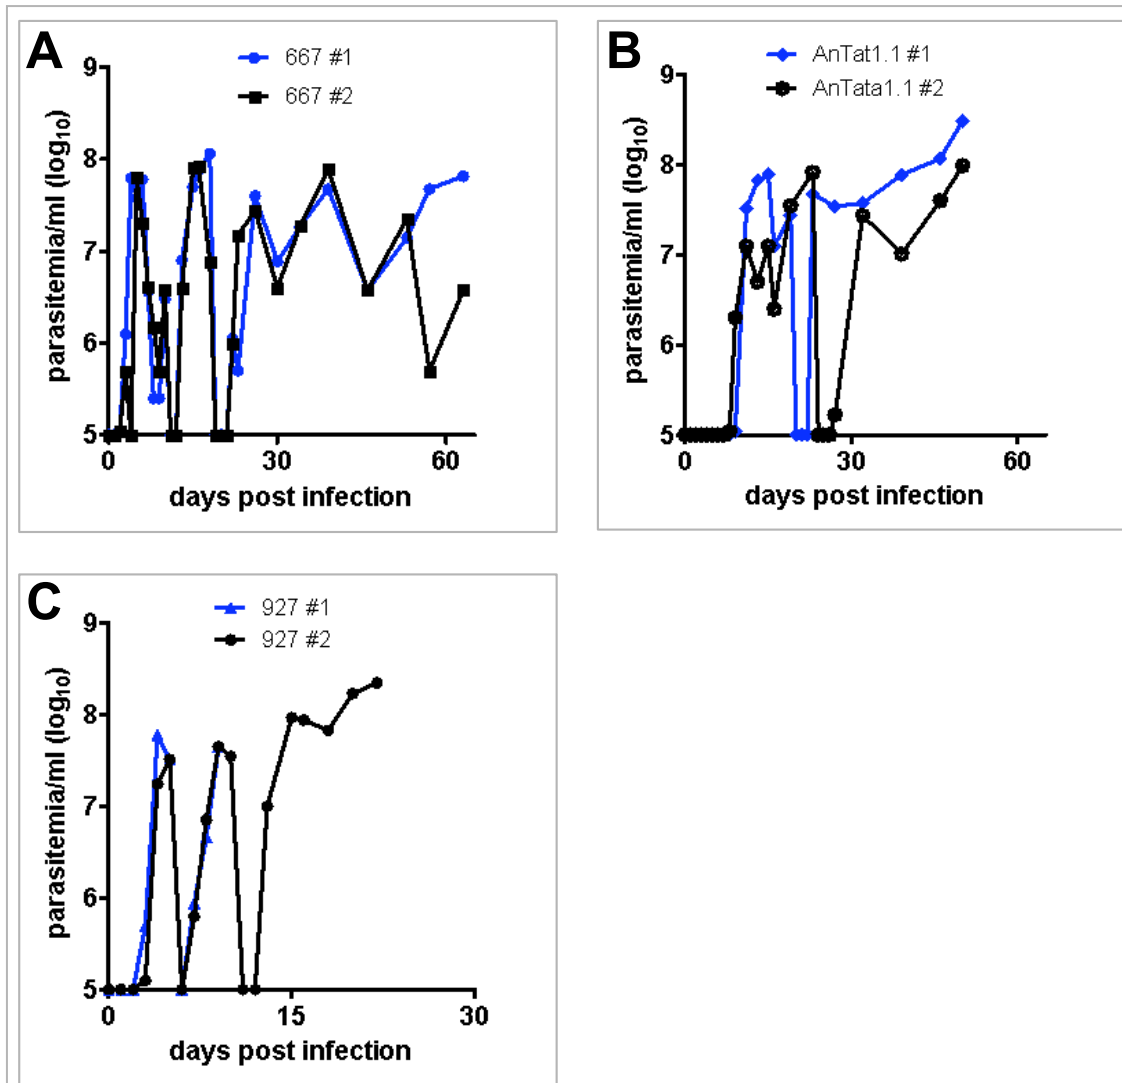 A
667 #1
667 #2
9
8
7
6
5
parasitemia/ml (log10)
0 30 60
days post infection
B
AnTat1.1 #1
AnTata1.1 #2
9
8
7
6
5
parasitemia/ml (log10)
0 30 60
days post infection
C
927 #1
927 #2
9
8
7
6
5
parasitemia/ml (log10)
0 15 30
days post infection